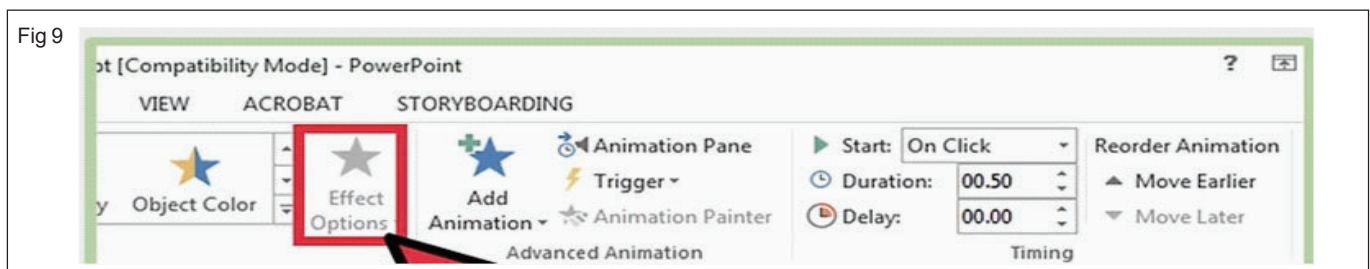 Fig 9
pt [Compatibility Mode] - PowerPoint ?
VIEW ACROBAT STORYBOARDING
y Object Color
Effect Options
Add Animation
Animation Pane
Trigger
Animation Painter
Advanced Animation
Start: On Click
Duration: 00.50
Delay: 00.00
Timing
Reorder Animation
Move Earlier
Move Later